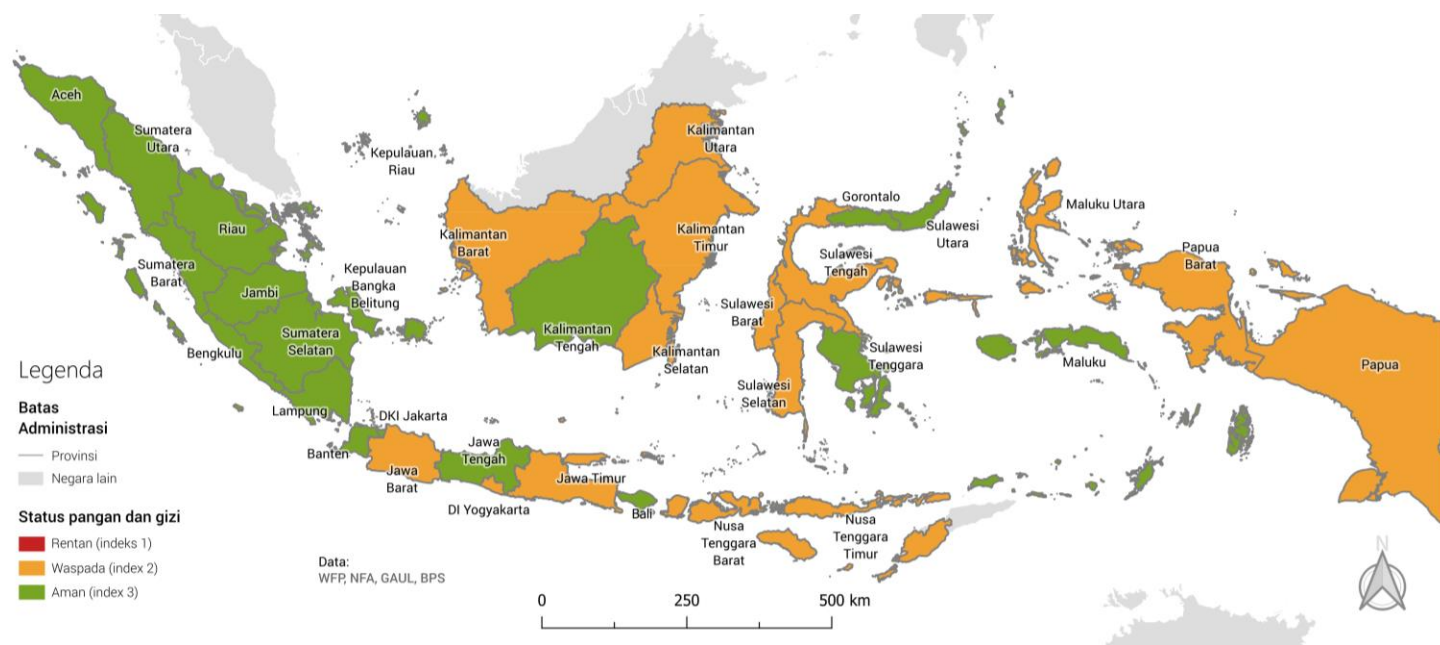 Aceh
Sumatera
Utara
Kepulauan
Riau
Riau
Sumatera
Barat
Jambi
Kepulauan
Bangka
Belitung
Sumatera
Selatan
Bengkulu
Lampung
Kalimantan
Utara
Kalimantan
Barat
Kalimantan
Timur
Kalimantan
Tengah
Kalimantan
Selatan
Gorontalo
Sulawesi
Utara
Sulawesi
Tengah
Sulawesi
Barat
Sulawesi
Tenggara
Sulawesi
Selatan
Maluku Utara
Maluku
Papua
Barat
Papua
DKI Jakarta
Banten
Jawa
Barat
Jawa
Tengah
DI Yogyakarta
Jawa Timur
Bali
Nusa
Tenggara
Barat
Nusa
Tenggara
Timur
Legenda
Batas
Administrasi
Provinsi
Negara lain
Status pangan dan gizi
Rentan (indeks 1)
Waspada (index 2)
Aman (index 3)
Data:
WFP, NFA, GAUL, BPS
0 250 500 km
N